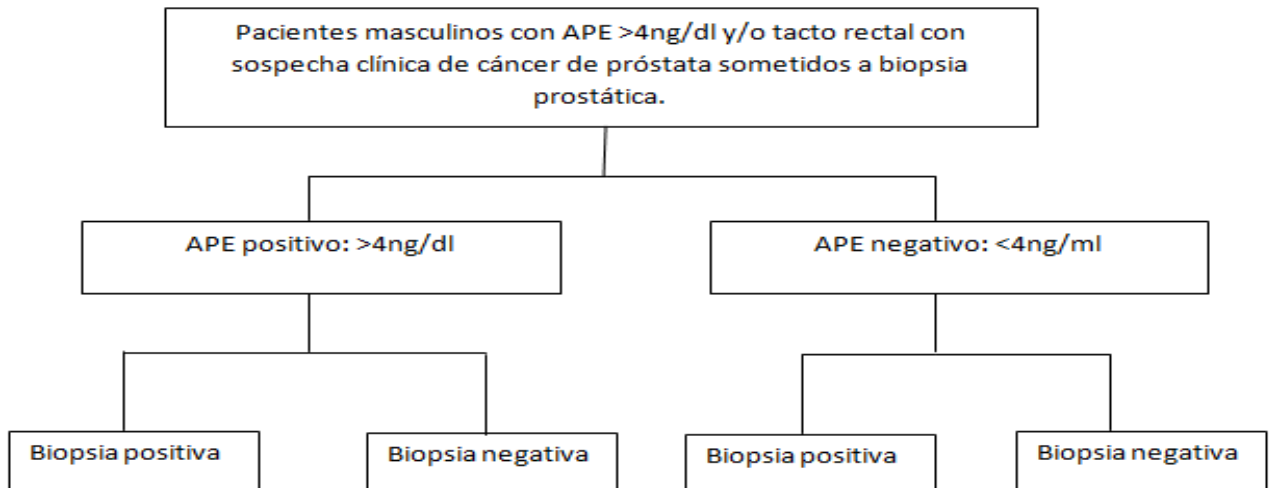 Pacientes masculinos con APE >4ng/dl y/o tacto rectal con
sospecha clínica de cáncer de próstata sometidos a biopsia
prostática.
APE positivo: >4ng/dl
APE negativo: <4ng/ml
Biopsia positiva
Biopsia negativa
Biopsia positiva
Biopsia negativa